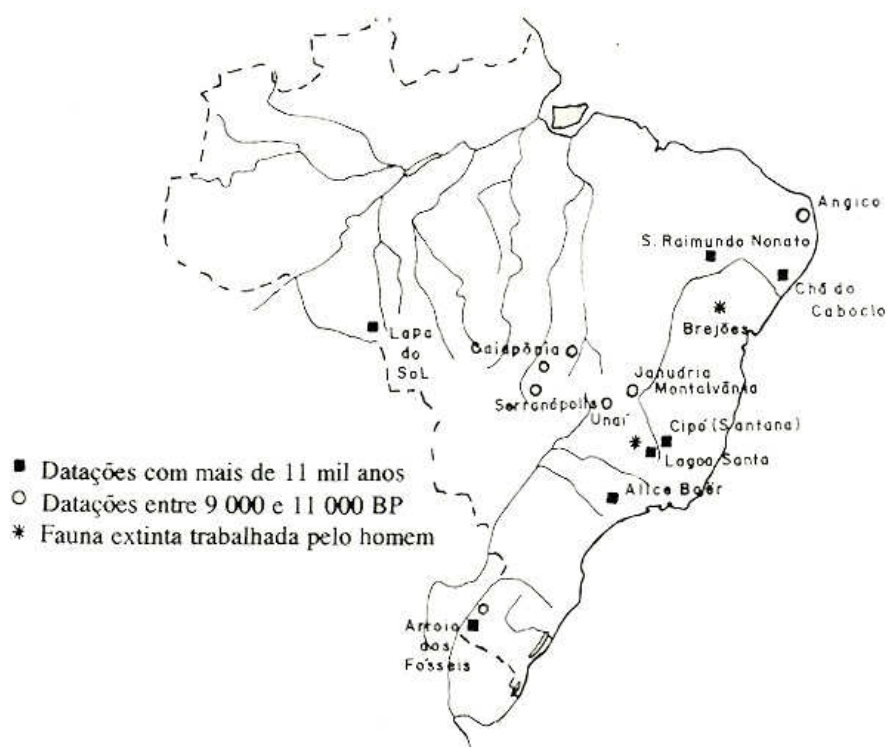 Angico
S. Raimundo Nonato
Chã do
Caboclo
Brejões
Lapa
do
SoL
Caiapônia
Januária
Montalvânia
Serranópolis
Unaí
Cipó (Santana)
Lagoa Santa
Alice Boër
■ Datações com mais de 11 mil anos
○ Datações entre 9 000 e 11 000 BP
* Fauna extinta trabalhada pelo homem
Arroio
dos
Fósseis